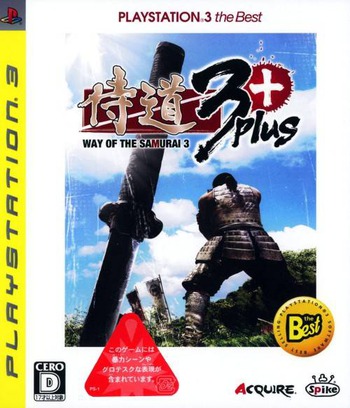 PLAYSTATION®3 the Best
PLAYSTATION®3
侍道
3+
plus
WAY OF THE SAMURAI 3
CERO
D
17才以上対象
このゲームには
暴力シーンや
グロテスクな表現が
含まれています。
The
Best
ACQUIRE
Spike